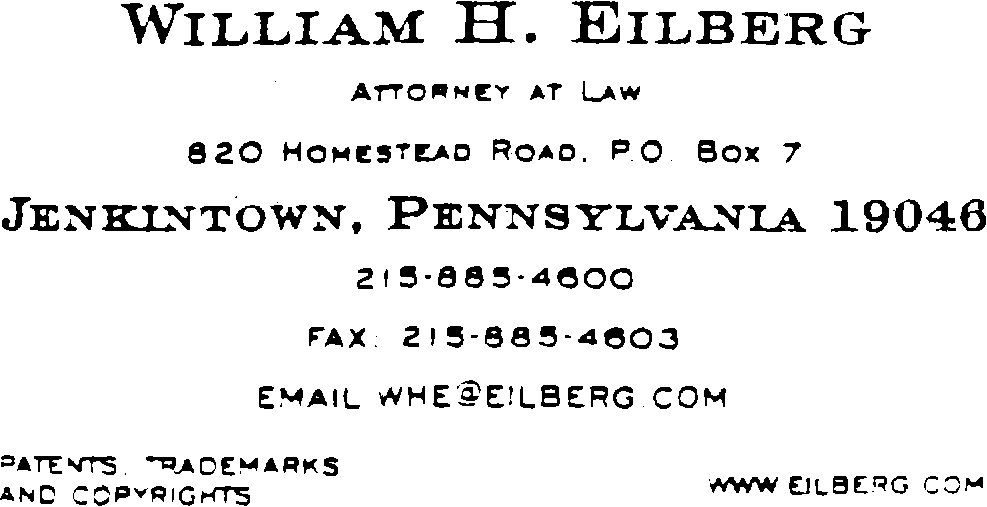 WILLIAM H. EILBERG
ATTORNEY AT LAW
820 HOMESTEAD ROAD, P.O. BOX 7
JENKINTOWN, PENNSYLVANIA 19046
215-885-4600
FAX: 215-885-4603
EMAIL WHE@EILBERG.COM
PATENTS, TRADEMARKS
AND COPYRIGHTS
WWW.EILBERG.COM